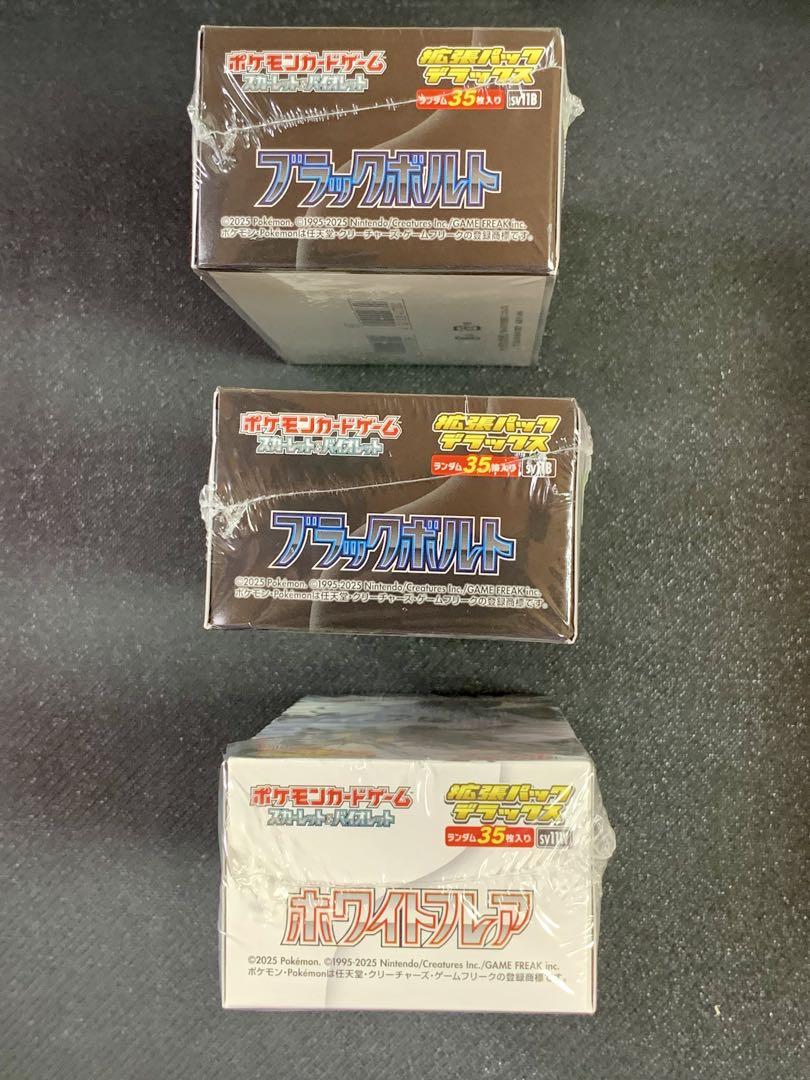 ポケモンカードゲーム
スカーレット&バイオレット
拡張パック
デラックス
ランダム35枚入り SV11B
ブラックボルト
©2025 Pokémon. ©1995-2025 Nintendo/Creatures Inc./GAME FREAK inc.
ポケモン・Pokémonは任天堂・クリーチャーズ・ゲームフリークの登録商標です。
ポケモンカードゲーム
スカーレット&バイオレット
拡張パック
デラックス
ランダム35枚入り SV11B
ブラックボルト
©2025 Pokémon. ©1995-2025 Nintendo/Creatures Inc./GAME FREAK inc.
ポケモン・Pokémonは任天堂・クリーチャーズ・ゲームフリークの登録商標です。
ポケモンカードゲーム
スカーレット&バイオレット
拡張パック
デラックス
ランダム35枚入り
ホワイトフレア
©2025 Pokémon. ©1995-2025 Nintendo/Creatures Inc./GAME FREAK inc.
ポケモン・Pokémonは任天堂・クリーチャーズ・ゲームフリークの登録商標です。